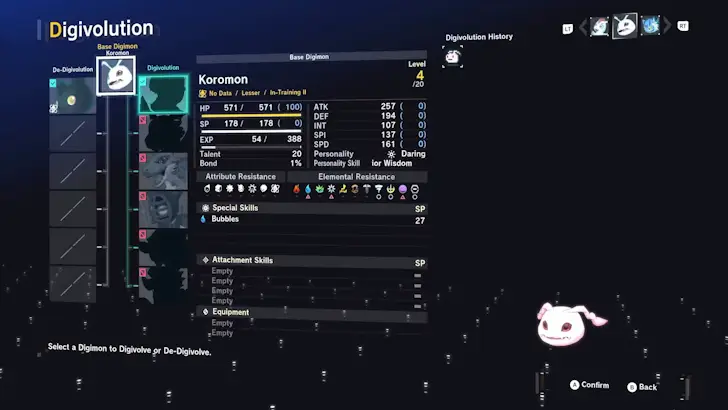 Digivolution
LT
RT
Digivolution History
Base Digimon
Koromon
De-Digivolution
Digivolution
Base Digimon
Koromon
Level
4
/20
No Data / Lesser / In-Training II
HP 571 / 571 ( 100)
SP 178 / 178 ( 0)
EXP 54 / 388
Talent 20
Bond 1%
ATK 257 ( 0)
DEF 194 ( 0)
INT 107 ( 0)
SPI 137 ( 0)
SPD 161 ( 0)
Personality Daring
Personality Skill ior Wisdom
Attribute Resistance
Elemental Resistance
Special Skills SP
Bubbles 27
Attachment Skills SP
Empty
Empty
Empty
Empty
Equipment
Empty
Empty
Select a Digimon to Digivolve or De-Digivolve.
A Confirm
B Back